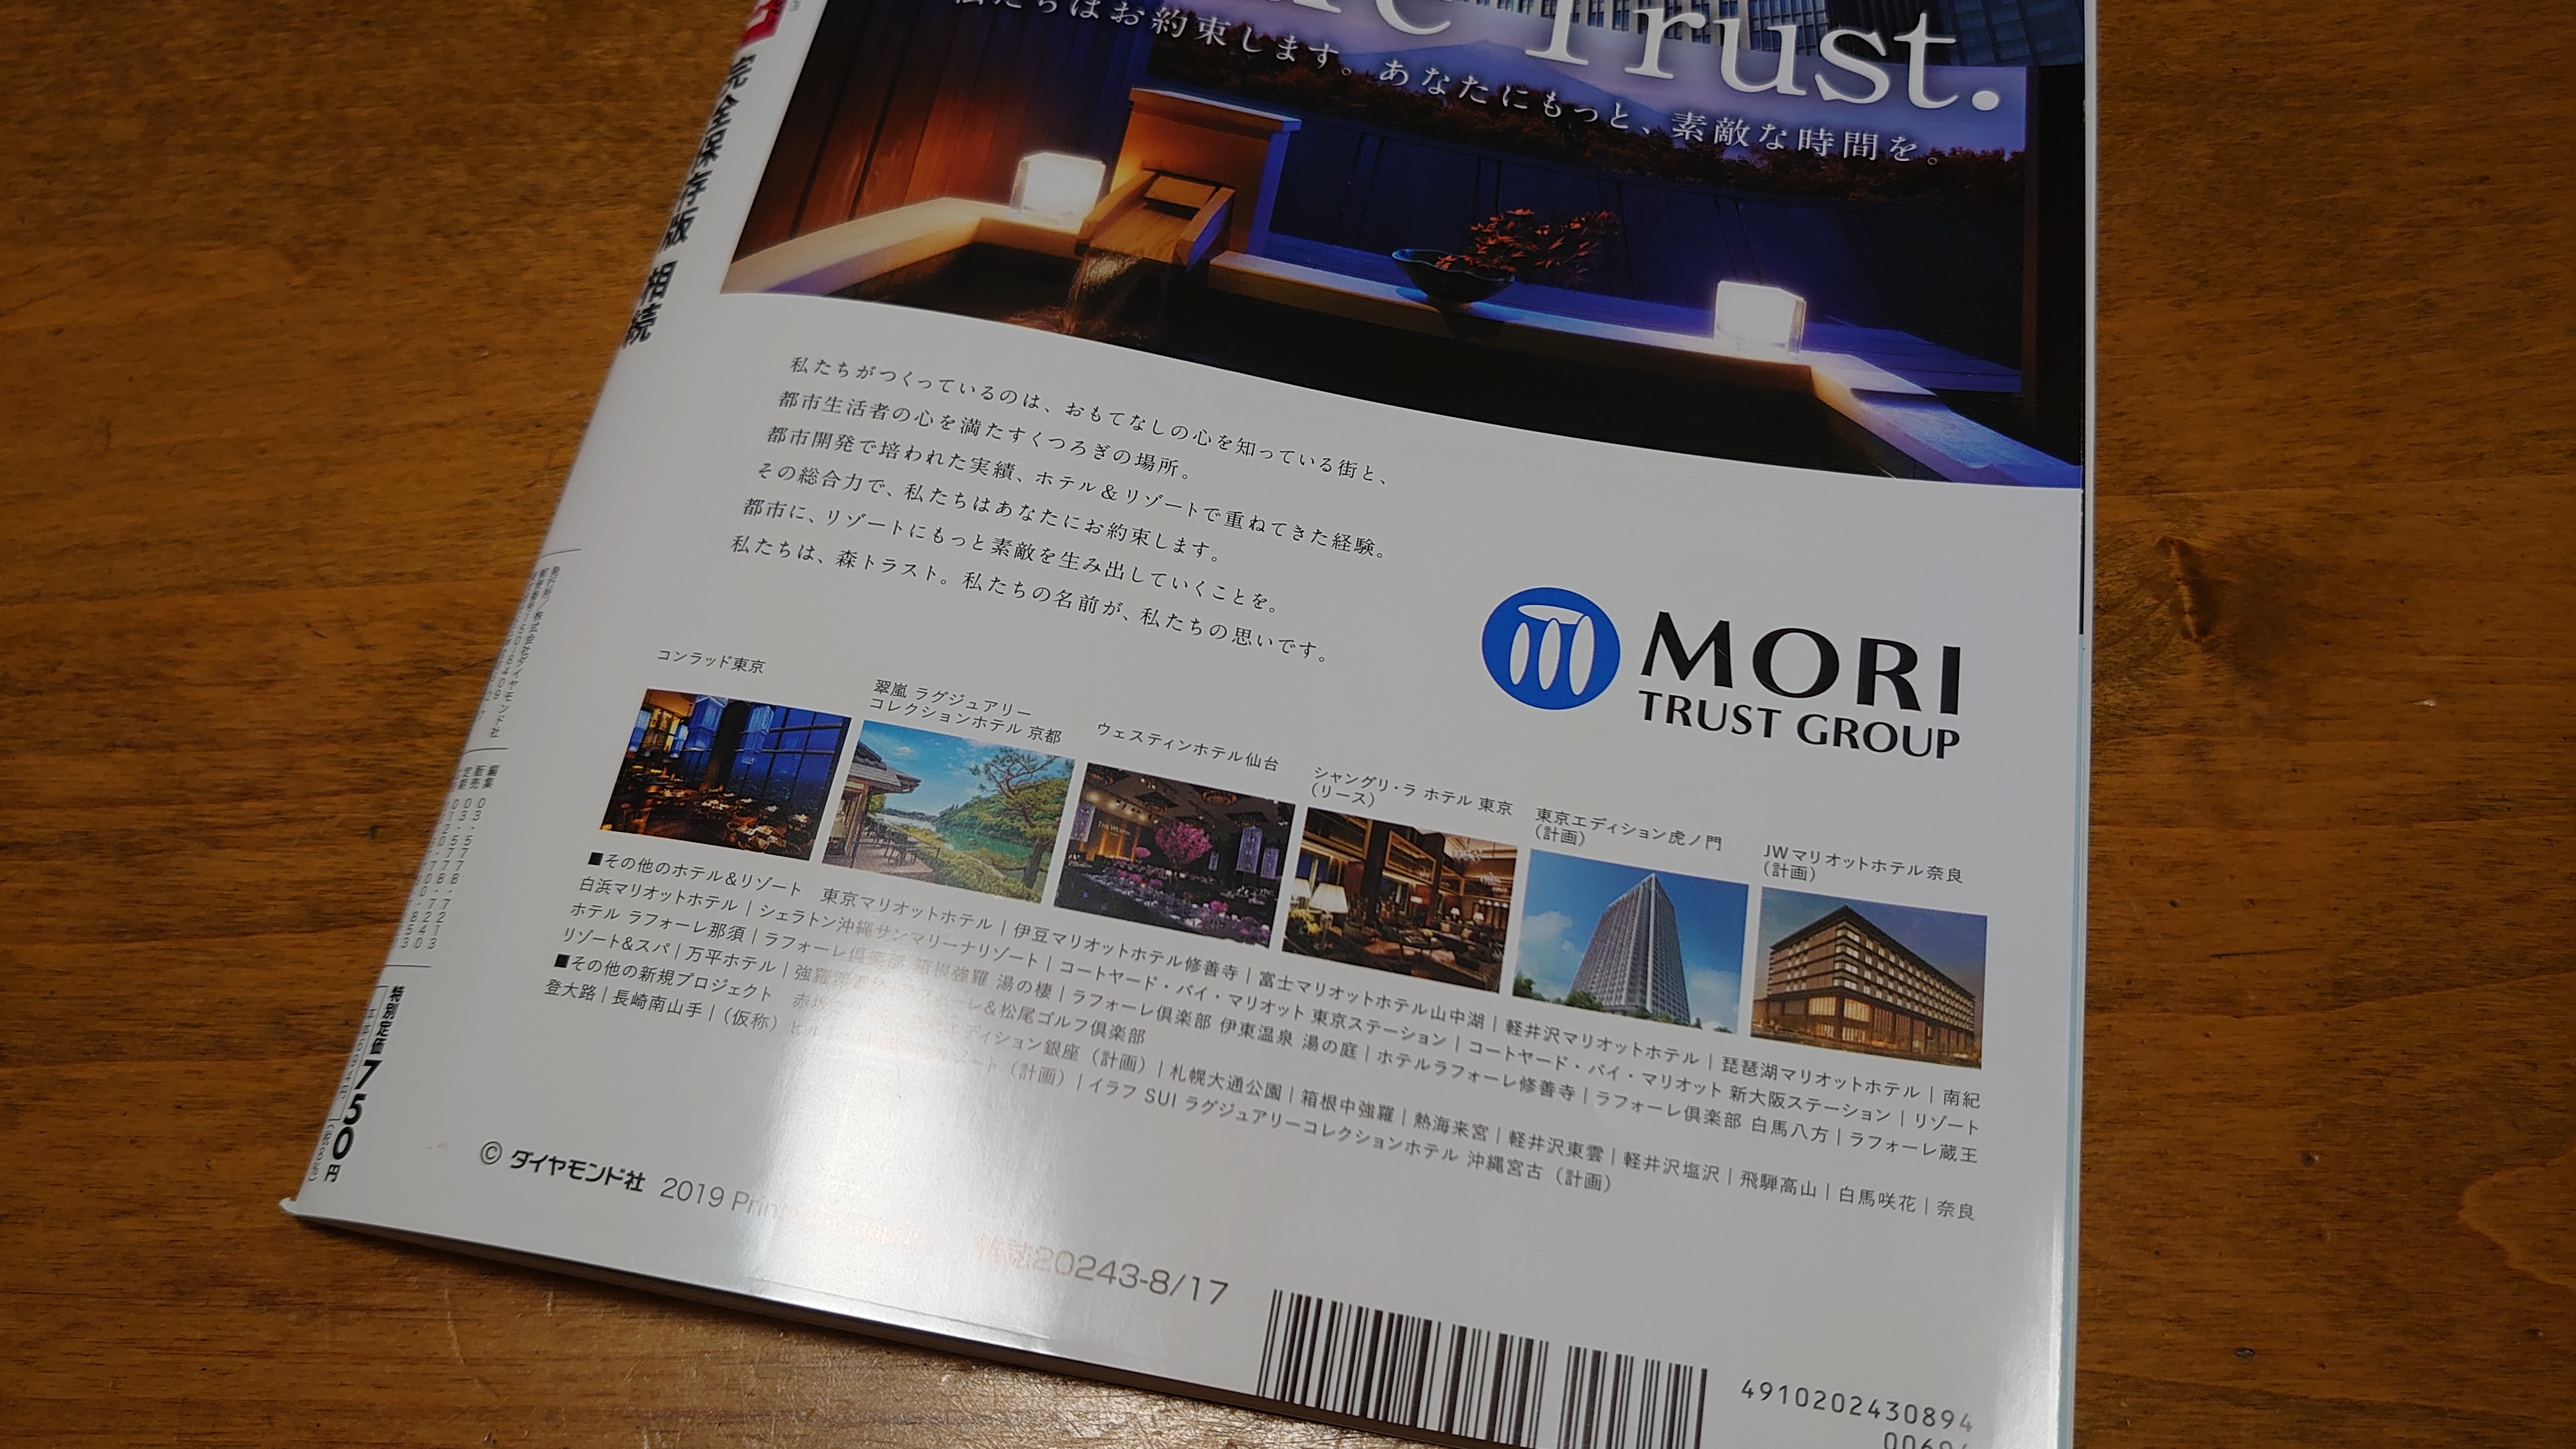 Trust.
お約束します。あなたにもっと、素敵な時間を。
私たちがつくっているのは、おもてなしの心を知っている街と、
都市生活者の心を満たすくつろぎの場所。
都市開発で培われた実績、ホテル&リゾートで重ねてきた経験。
その総合力で、私たちはあなたにお約束します。
都市に、リゾートにもっと素敵を生み出していくことを。
私たちは、森トラスト。私たちの名前が、私たちの思いです。
MORI
TRUST GROUP
コンラッド東京
翠嵐 ラグジュアリー
コレクションホテル 京都
ウェスティンホテル仙台
シャングリ・ラ ホテル 東京
(リース)
東京エディション虎ノ門
(計画)
JWマリオットホテル奈良
(計画)
■その他のホテル&リゾート 東京マリオットホテル | 伊豆マリオットホテル修善寺 | 富士マリオットホテル山中湖 | 軽井沢マリオットホテル | 琵琶湖マリオットホテル | 南紀
白浜マリオットホテル | シェラトン沖縄サンマリーナリゾート | コートヤード・バイ・マリオット 東京ステーション | コートヤード・バイ・マリオット 新大阪ステーション | リゾート
ホテル ラフォーレ那須 | ラフォーレ倶楽部 箱根強羅 湯の棲 | ラフォーレ倶楽部 伊東温泉 湯の庭 | ホテルラフォーレ修善寺 | ラフォーレ倶楽部 白馬八方 | ラフォーレ蔵王
リゾート&スパ | 万平ホテル | 強羅 &松尾ゴルフ倶楽部
■その他の新規プロジェクト 赤坂 エディション銀座(計画) | 札幌大通公園 | 箱根中強羅 | 熱海来宮 | 軽井沢東雲 | 軽井沢塩沢 | 飛騨高山 | 白馬咲花 | 奈良
登大路 | 長崎南山手 | (仮称) (計画) | イラフ SUI ラグジュアリーコレクションホテル 沖縄宮古(計画)
© ダイヤモンド社 2019 Printed in Japan
雑誌20243-8/17
4910202430894
完全保存版 相続
発行所/株式会社ダイヤモンド社
編集 03・5778・7213
販売 03・5778・7240
特別定価750円